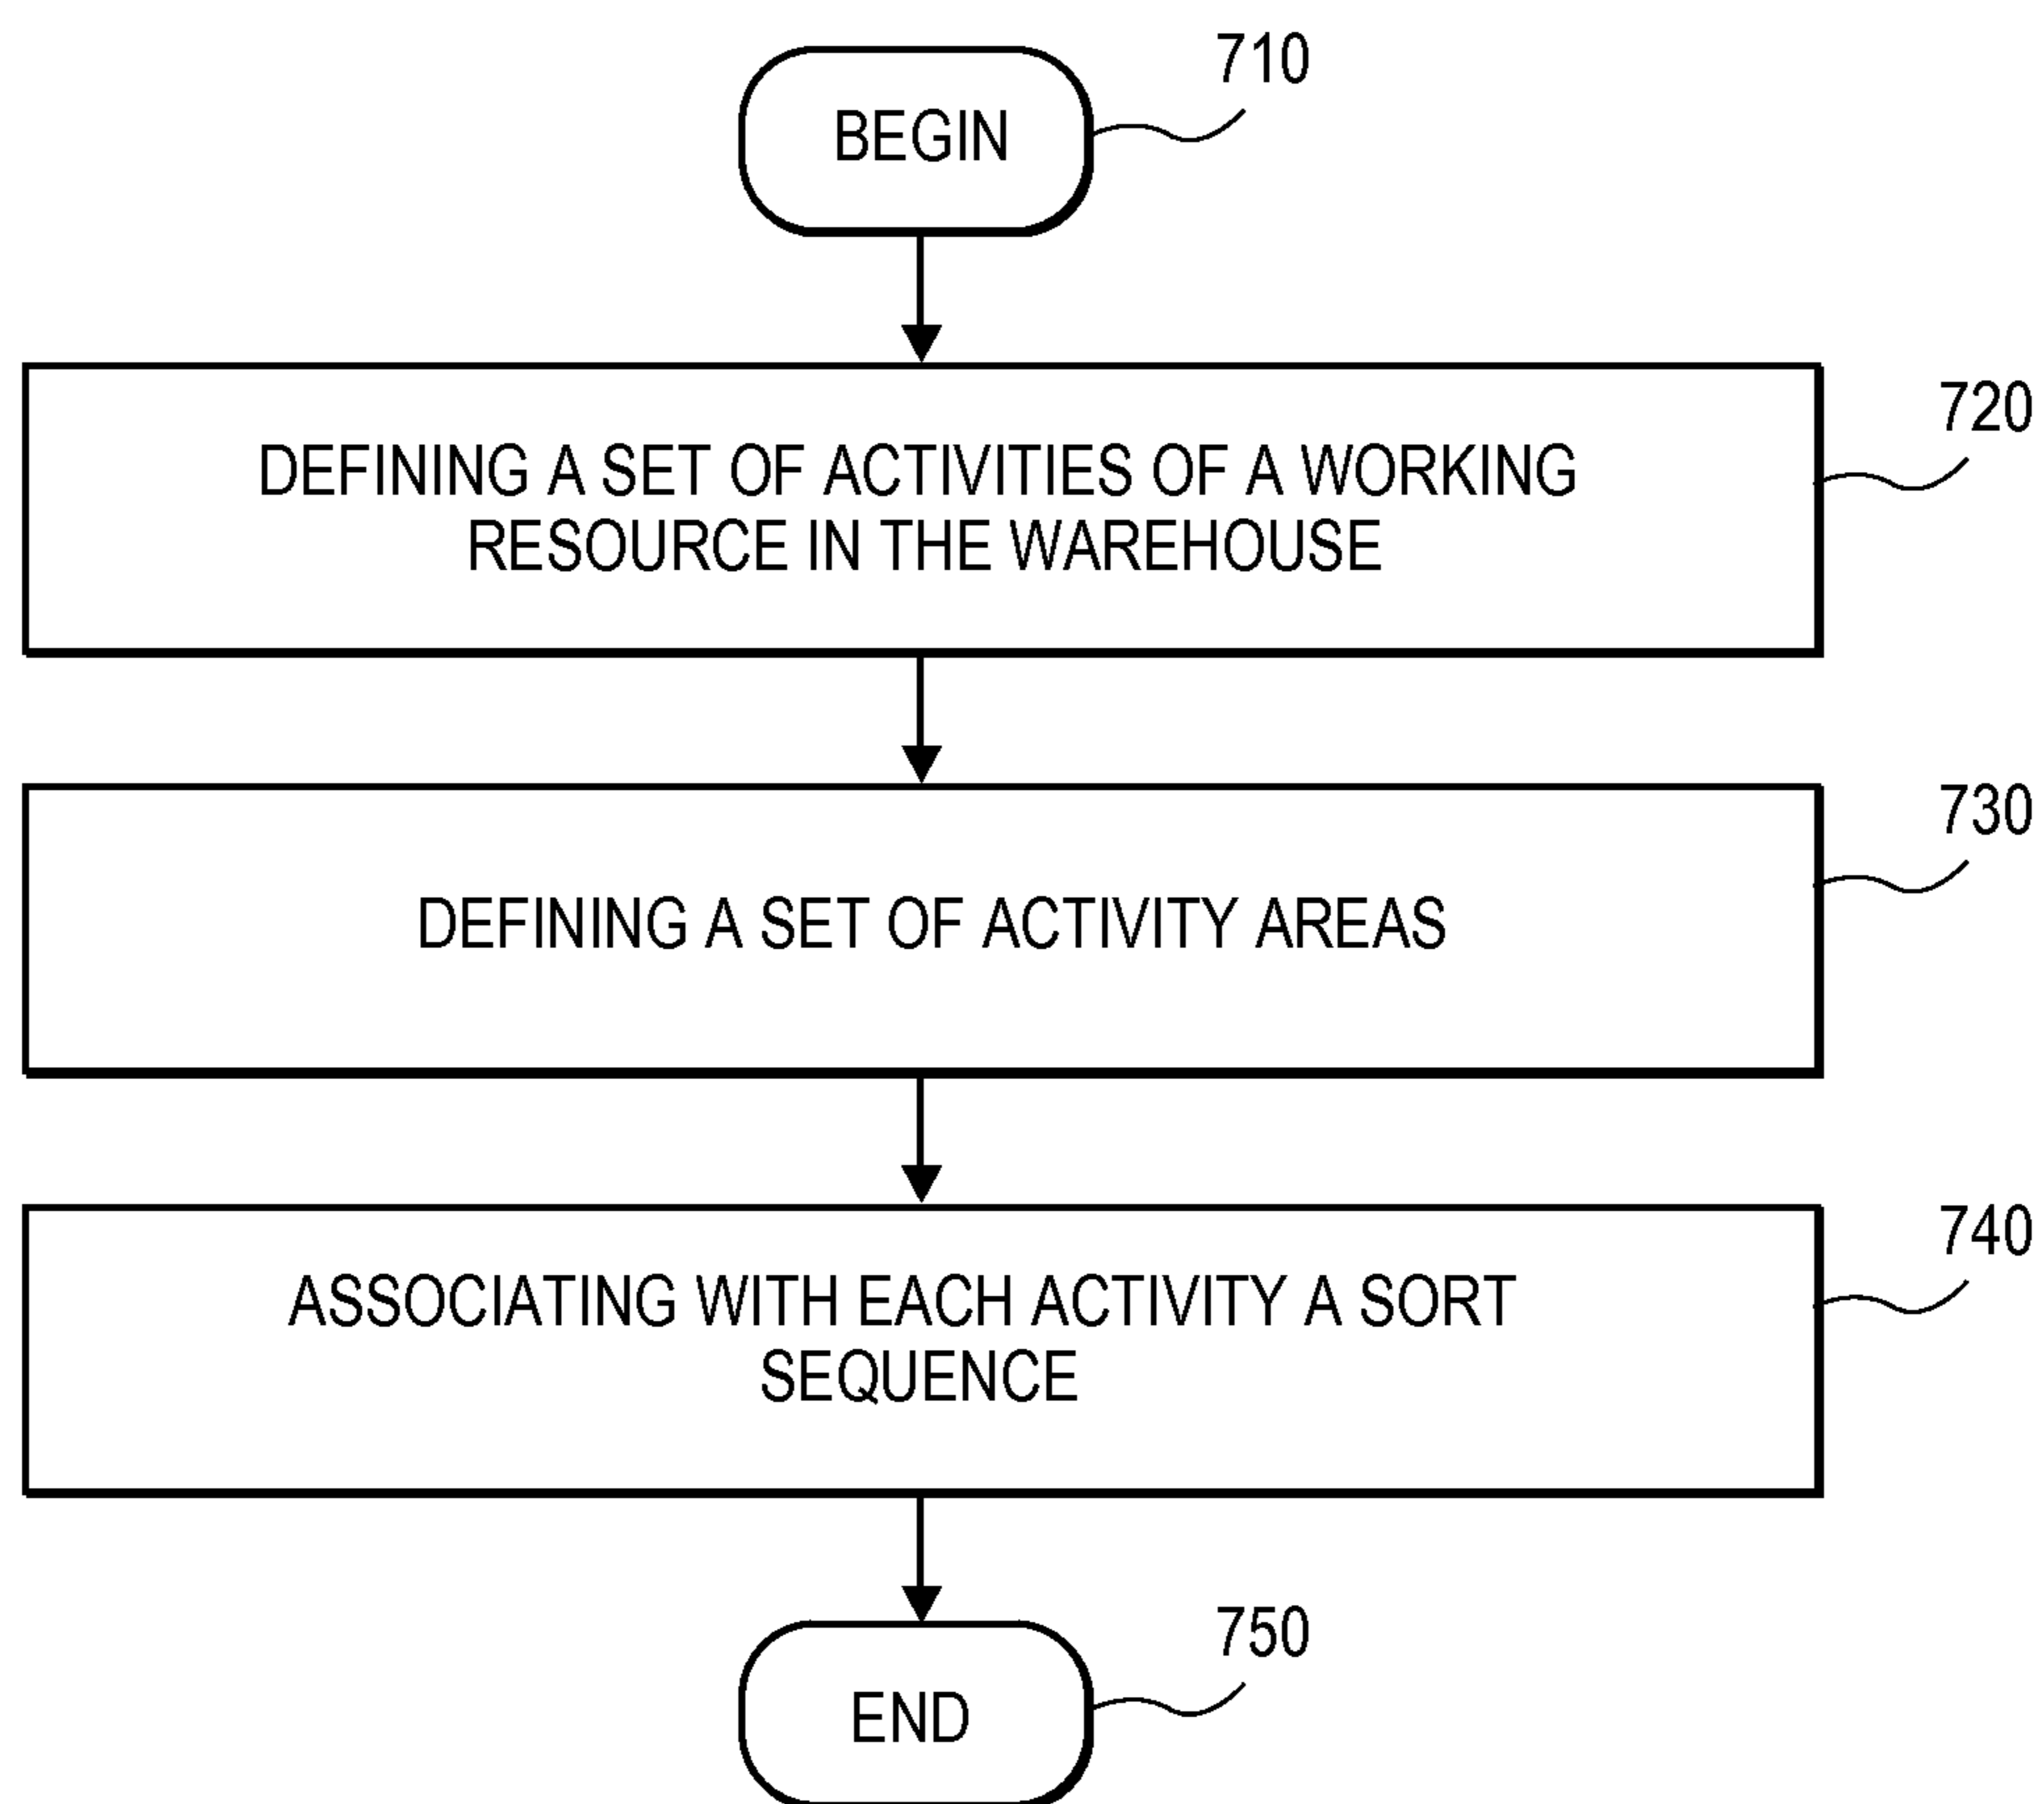 BEGIN
710
DEFINING A SET OF ACTIVITIES OF A WORKING
RESOURCE IN THE WAREHOUSE
720
DEFINING A SET OF ACTIVITY AREAS
730
ASSOCIATING WITH EACH ACTIVITY A SORT
SEQUENCE
740
END
750